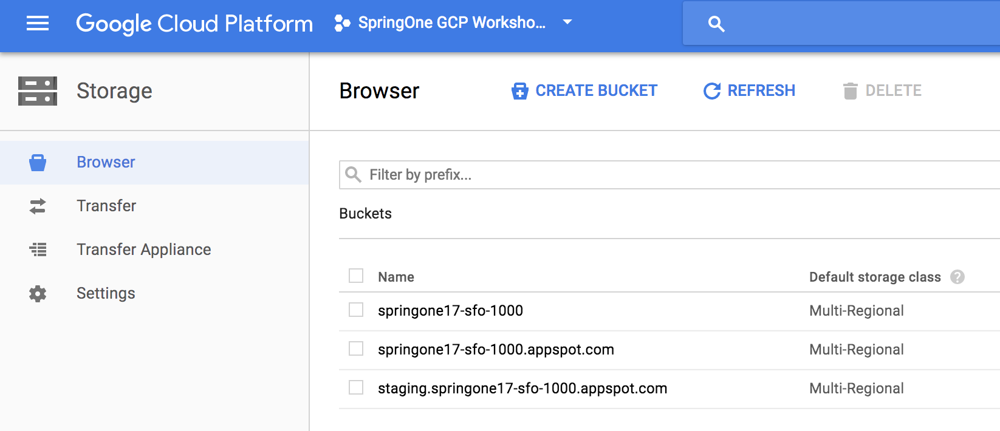 Google Cloud Platform SpringOne GCP Worksho...
Storage
Browser CREATE BUCKET REFRESH DELETE
Browser
Transfer
Transfer Appliance
Settings
Filter by prefix...
Buckets
Name Default storage class ?
springone17-sfo-1000 Multi-Regional
springone17-sfo-1000.appspot.com Multi-Regional
staging.springone17-sfo-1000.appspot.com Multi-Regional